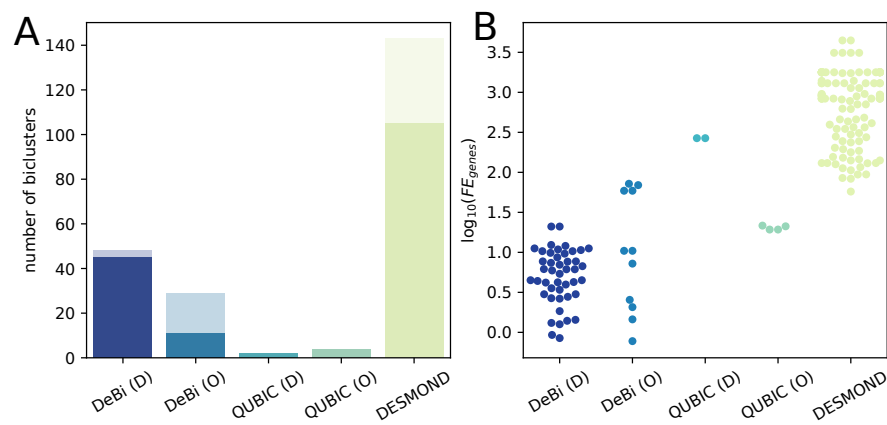 A
number of biclusters
140
120
100
80
60
40
20
0
DeBi (D)
DeBi (O)
QUBIC (D)
QUBIC (O)
DESMOND
B
log₁₀(FE_genes)
3.5
3.0
2.5
2.0
1.5
1.0
0.5
0.0
DeBi (D)
DeBi (O)
QUBIC (D)
QUBIC (O)
DESMOND